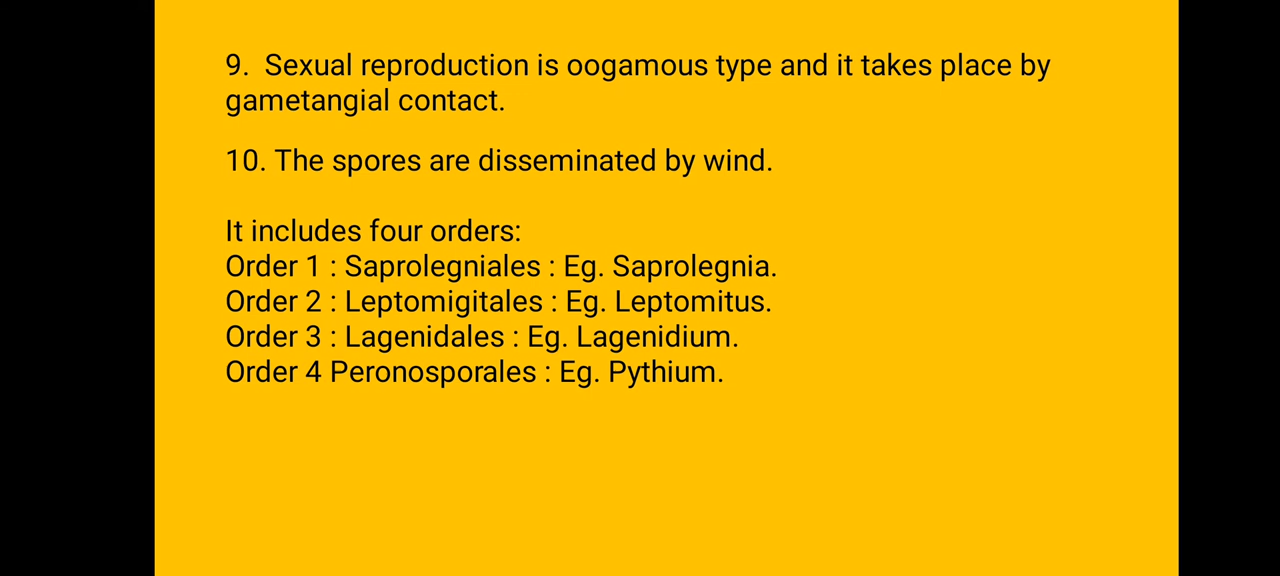 9.  Sexual reproduction is oogamous type and it takes place by
gametangial contact.
10. The spores are disseminated by wind.
It includes four orders:
Order 1 : Saprolegniales : Eg. Saprolegnia.
Order 2 : Leptomigitales : Eg. Leptomitus.
Order 3 : Lagenidales : Eg. Lagenidium.
Order 4 Peronosporales : Eg. Pythium.